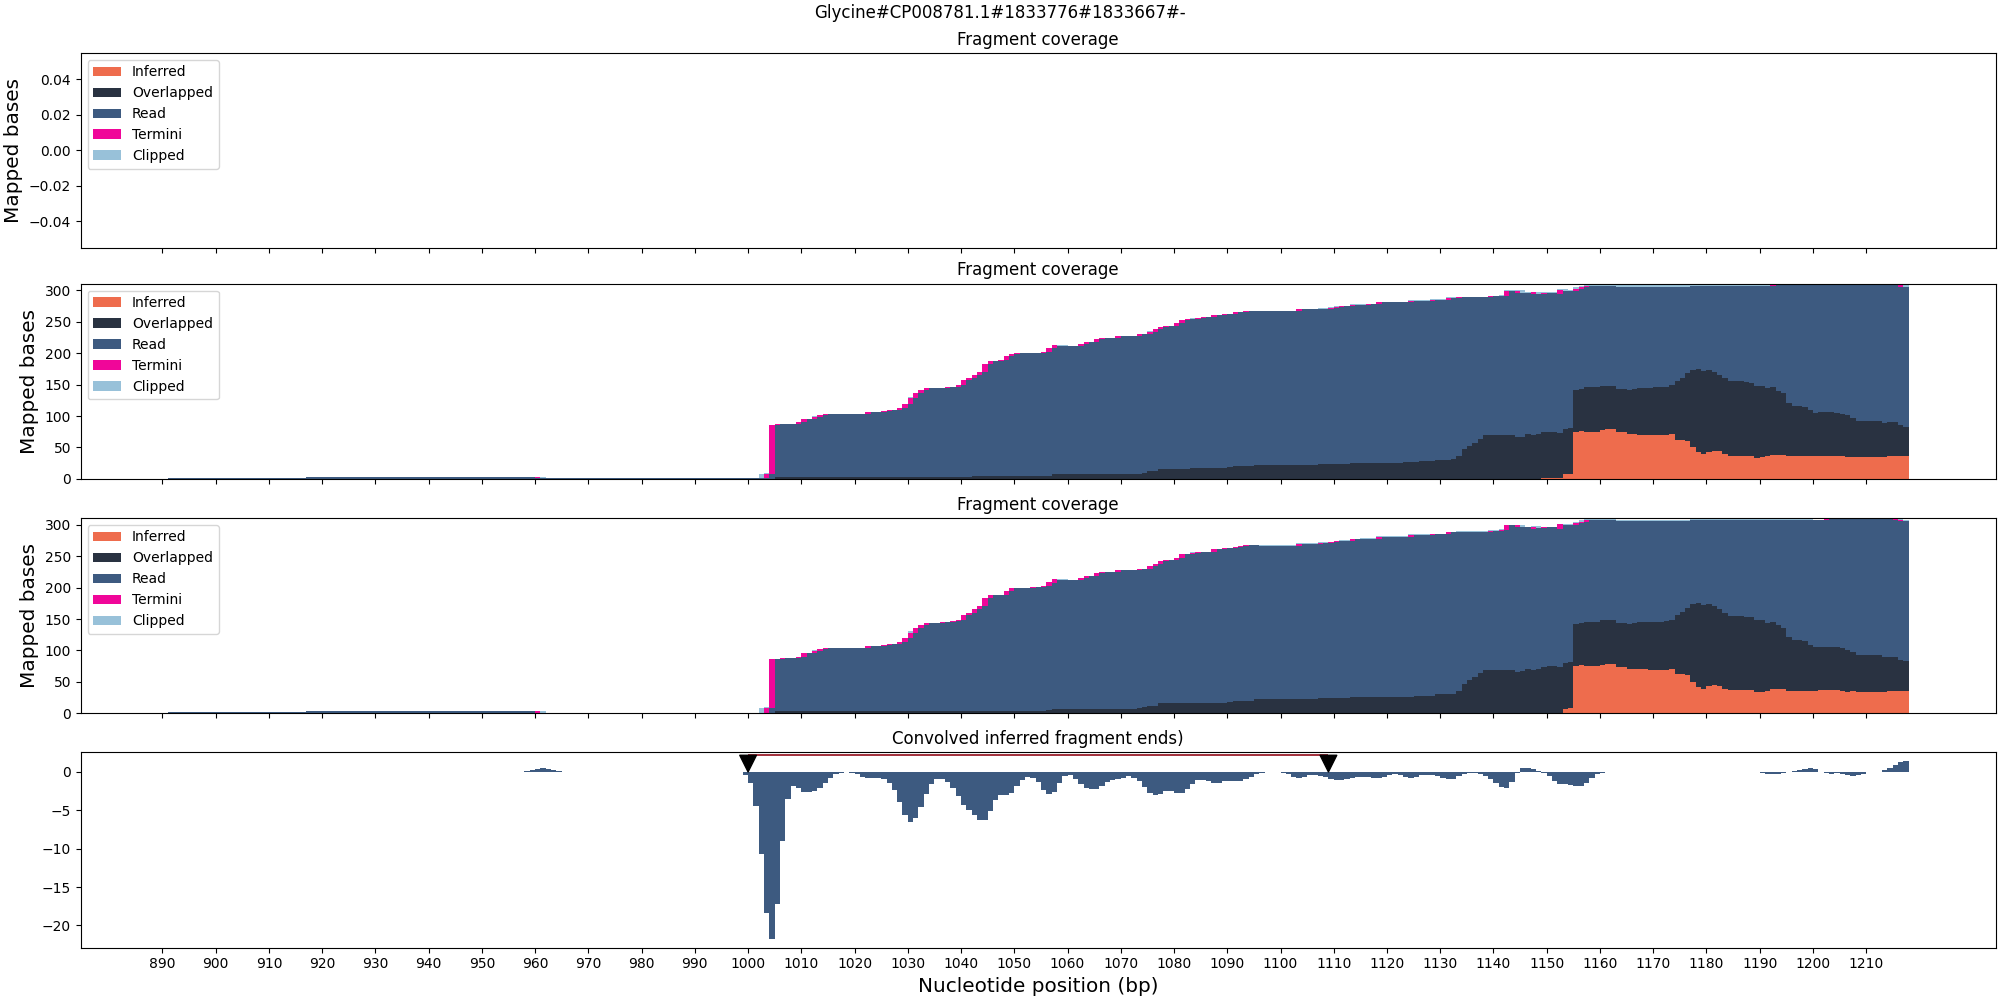 Glycine#CP008781.1#1833776#1833667#-
Fragment coverage
Mapped bases
0.04
0.02
0.00
−0.02
−0.04
Inferred
Overlapped
Read
Termini
Clipped
Fragment coverage
Mapped bases
300
250
200
150
100
50
0
Inferred
Overlapped
Read
Termini
Clipped
Fragment coverage
Mapped bases
300
250
200
150
100
50
0
Inferred
Overlapped
Read
Termini
Clipped
Convolved inferred fragment ends)
0
−5
−10
−15
−20
890 900 910 920 930 940 950 960 970 980 990 1000 1010 1020 1030 1040 1050 1060 1070 1080 1090 1100 1110 1120 1130 1140 1150 1160 1170 1180 1190 1200 1210
Nucleotide position (bp)